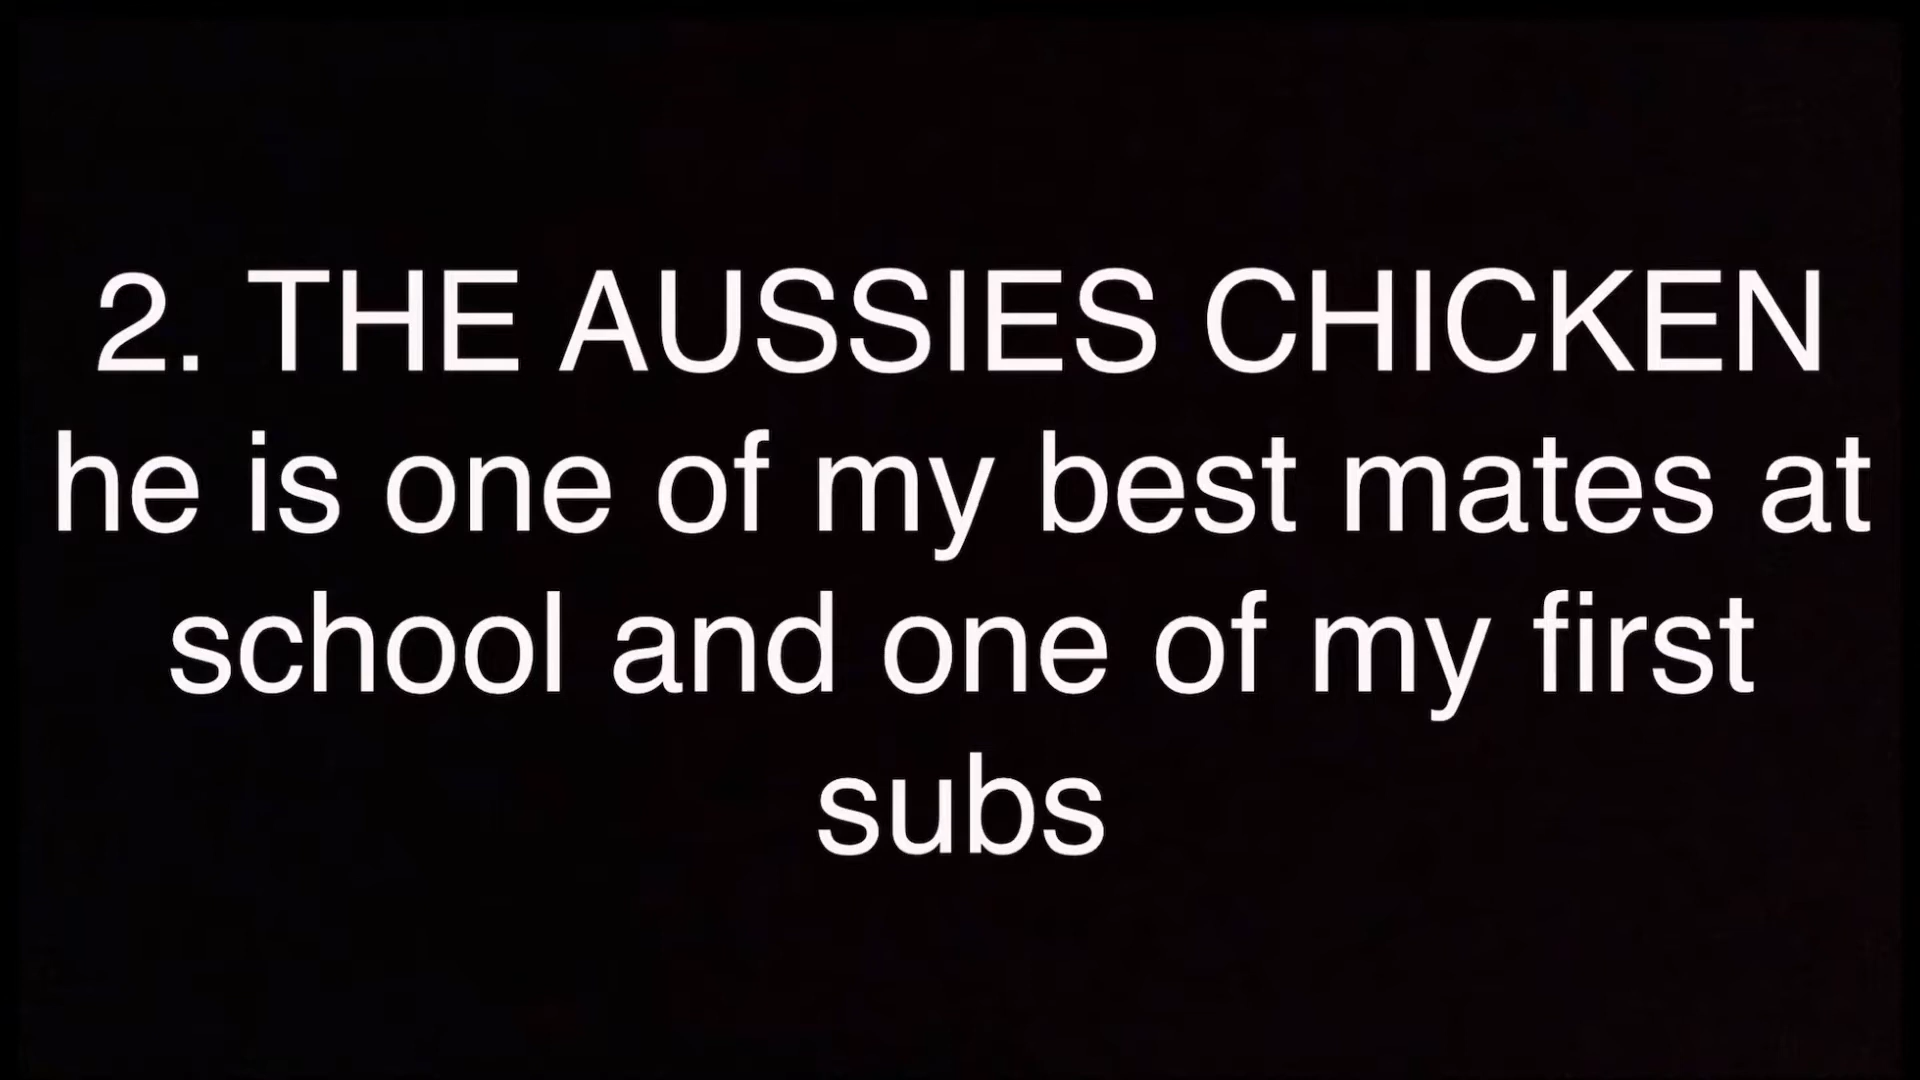 2. THE AUSSIES CHICKEN
he is one of my best mates at
school and one of my first
subs